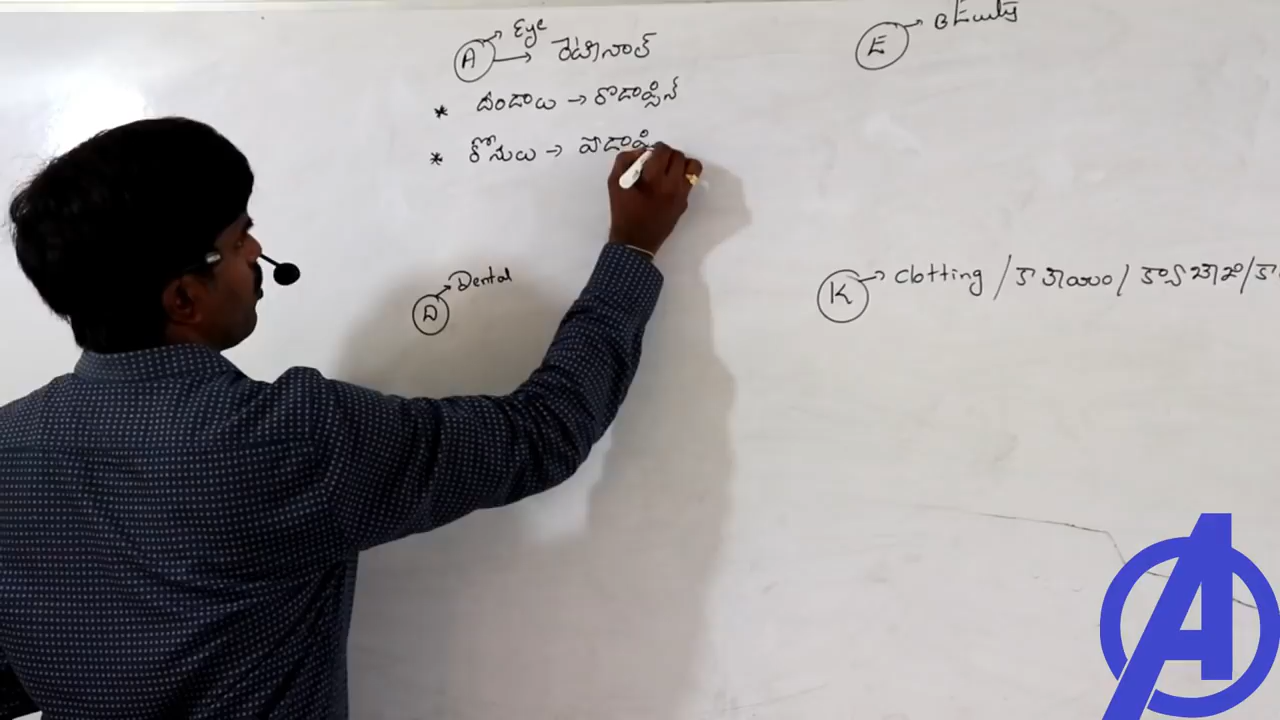 A → Eye
→ రెటినాల్
* దండాలు → రొడాప్సిన్
* కోనులు →
D → Dental
E → BEauty
K → Clotting / కాలేయం / /